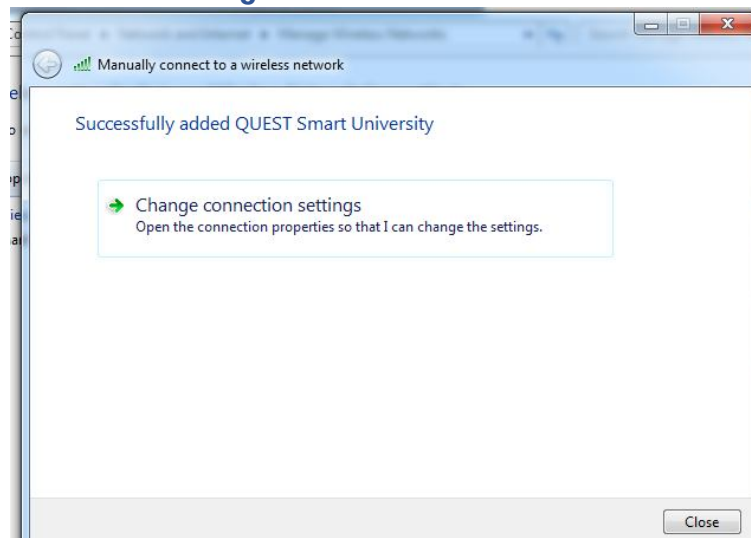 Manually connect to a wireless network
Successfully added QUEST Smart University
Change connection settings
Open the connection properties so that I can change the settings.
Close